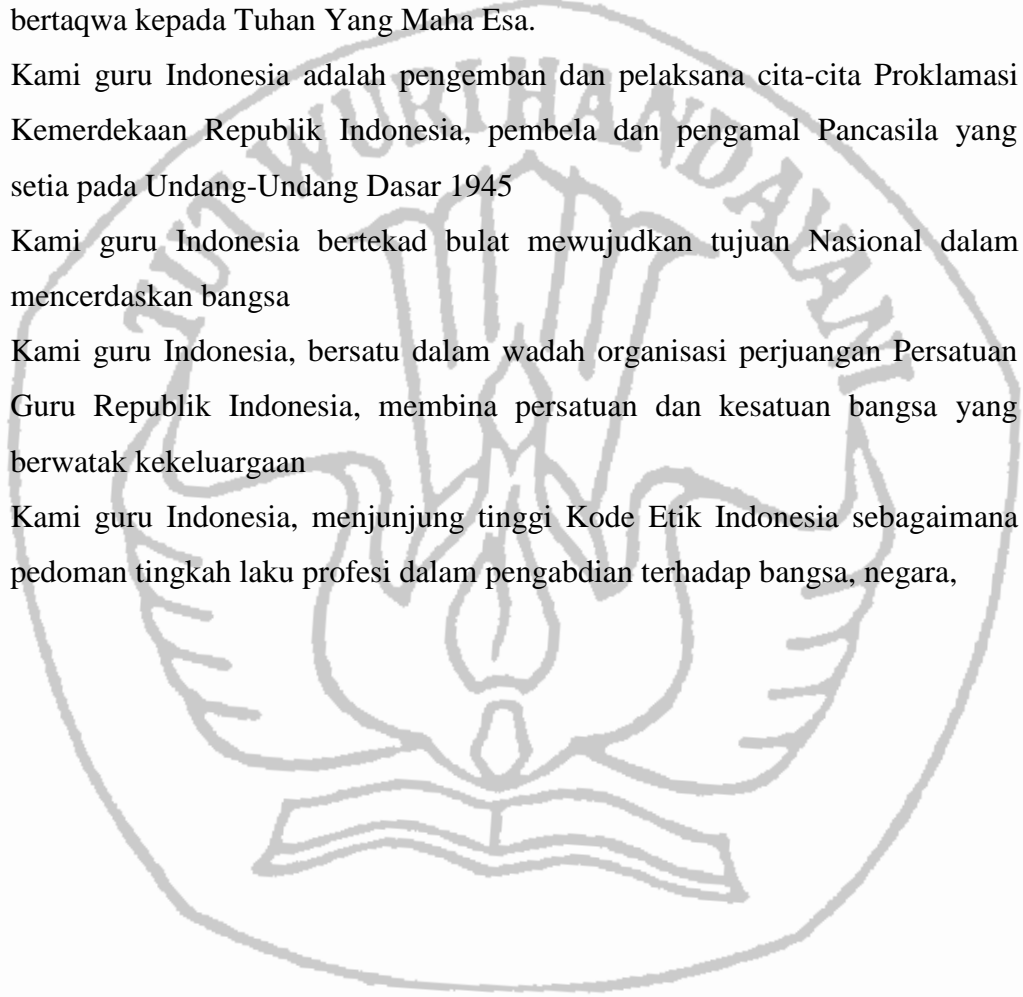 bertaqwa kepada Tuhan Yang Maha Esa.
Kami guru Indonesia adalah pengemban dan pelaksana cita-cita Proklamasi
Kemerdekaan Republik Indonesia, pembela dan pengamal Pancasila yang
setia pada Undang-Undang Dasar 1945
Kami guru Indonesia bertekad bulat mewujudkan tujuan Nasional dalam
mencerdaskan bangsa
Kami guru Indonesia, bersatu dalam wadah organisasi perjuangan Persatuan
Guru Republik Indonesia, membina persatuan dan kesatuan bangsa yang
berwatak kekeluargaan
Kami guru Indonesia, menjunjung tinggi Kode Etik Indonesia sebagaimana
pedoman tingkah laku profesi dalam pengabdian terhadap bangsa, negara,
TUT WURI HANDAYANI